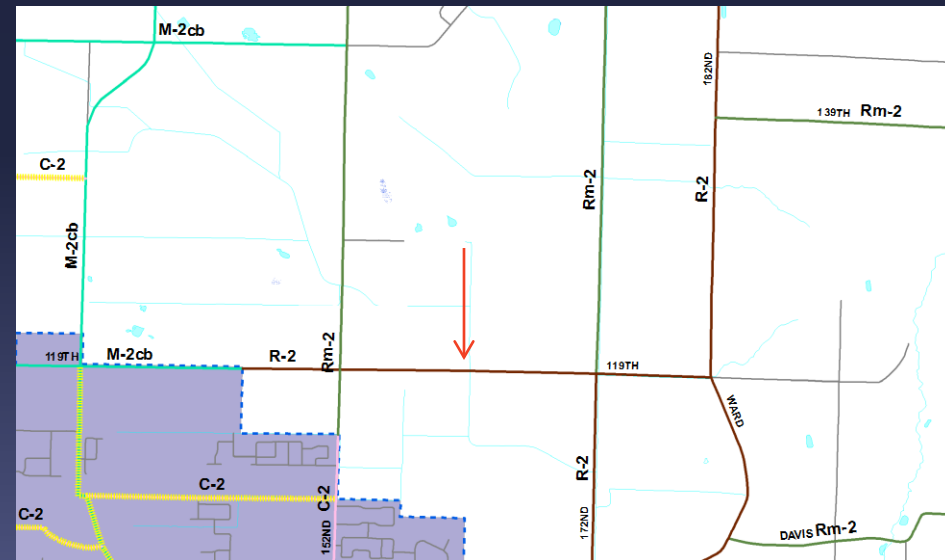 M-2cb
182ND
139TH Rm-2
C-2
Rm-2
R-2
M-2cb
119TH
M-2cb
R-2
Rm-2
119TH
WARD
R-2
C-2
C-2
C-2
152ND
172ND
DAVIS Rm-2